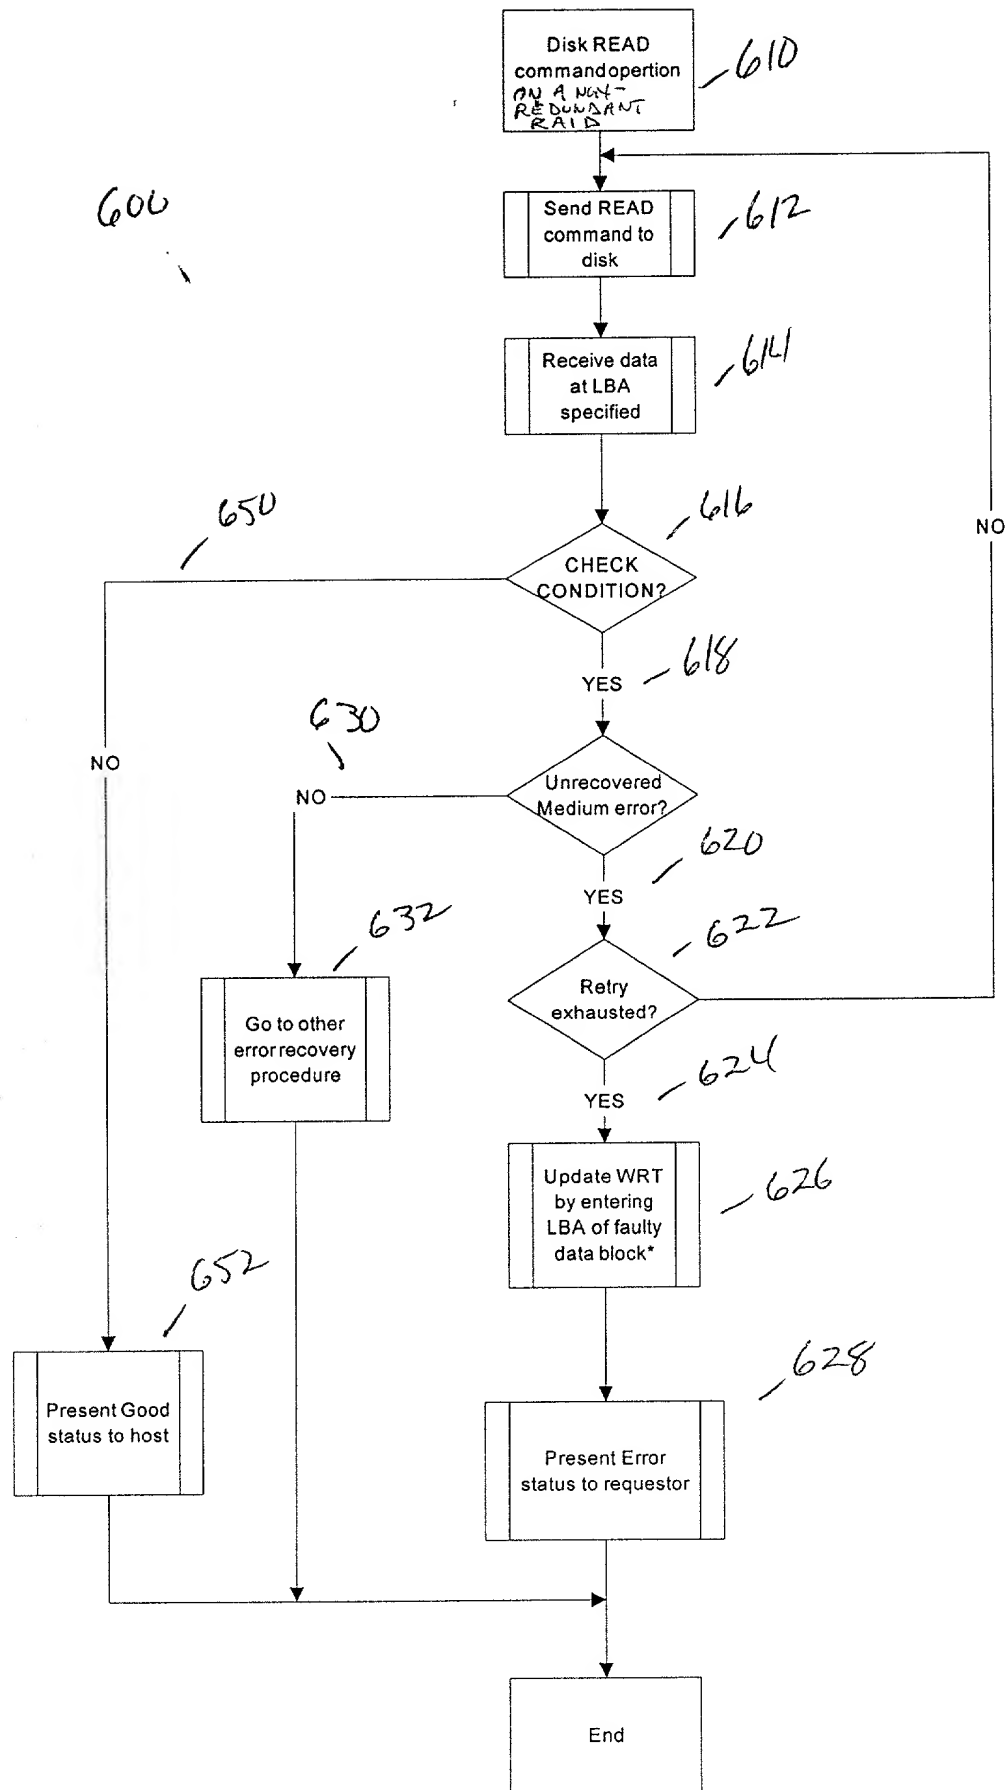 Disk READ
command opertion
ON A NON-
REDUNDANT
RAID
610
600
Send READ
command to
disk
612
Receive data
at LBA
specified
614
650
CHECK
CONDITION?
616
NO
YES
618
630
NO
Unrecovered
Medium error?
NO
YES
620
632
Retry
exhausted?
622
Go to other
error recovery
procedure
YES
624
Update WRT
by entering
LBA of faulty
data block*
626
652
Present Good
status to host
628
Present Error
status to requestor
End